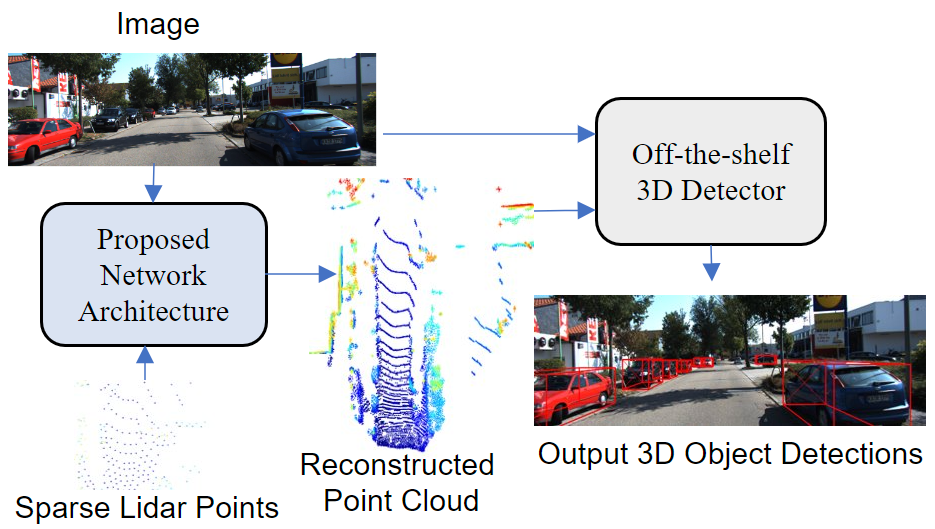 Image
Off-the-shelf
3D Detector
Proposed
Network
Architecture
Reconstructed
Point Cloud
Sparse Lidar Points
Output 3D Object Detections